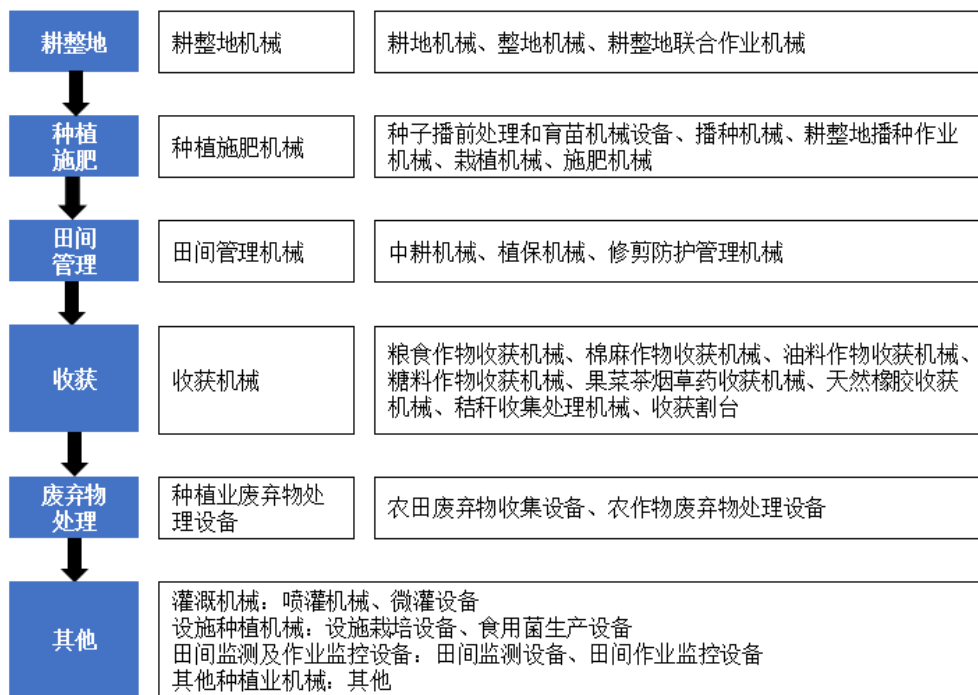 耕整地
耕整地机械
耕地机械、整地机械、耕整地联合作业机械
种植
施肥
种植施肥机械
种子播前处理和育苗机械设备、播种机械、耕整地播种作业
机械、栽植机械、施肥机械
田间
管理
田间管理机械
中耕机械、植保机械、修剪防护管理机械
收获
收获机械
粮食作物收获机械、棉麻作物收获机械、油料作物收获机械、
糖料作物收获机械、果菜茶烟草药收获机械、天然橡胶收获
机械、秸秆收集处理机械、收获割台
废弃物
处理
种植业废弃物处
理设备
农田废弃物收集设备、农作物废弃物处理设备
其他
灌溉机械：喷灌机械、微灌设备
设施种植机械：设施栽培设备、食用菌生产设备
田间监测及作业监控设备：田间监测设备、田间作业监控设备
其他种植业机械：其他